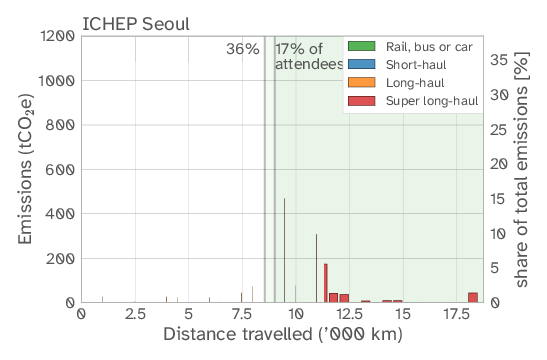 ICHEP Seoul
1200
1000
800
600
400
200
0
Emissions (tCO₂e)
36%
17% of
attendees
Rail, bus or car
Short-haul
Long-haul
Super long-haul
35
30
25
20
15
10
5
0
share of total emissions [%]
0 2.5 5 7.5 10 12.5 15 17.5
Distance travelled (’000 km)